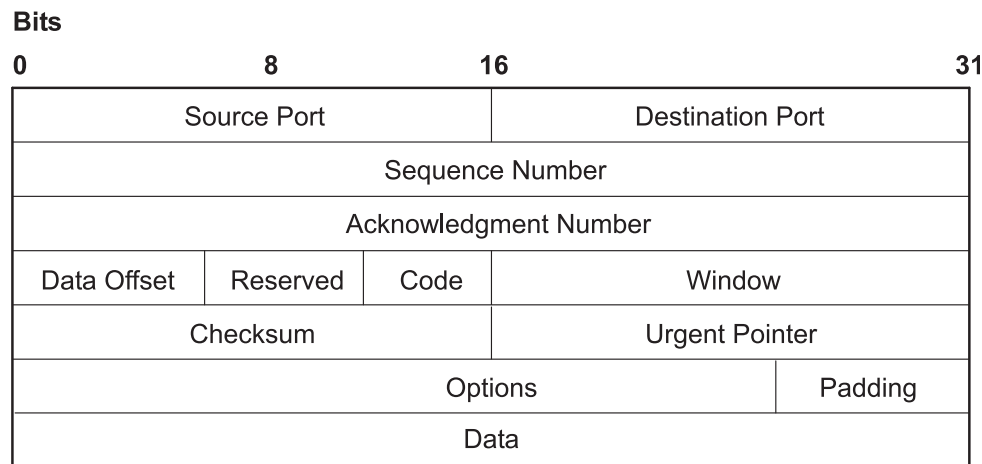 Bits
0 8 16 31
Source Port Destination Port
Sequence Number
Acknowledgment Number
Data Offset Reserved Code Window
Checksum Urgent Pointer
Options Padding
Data